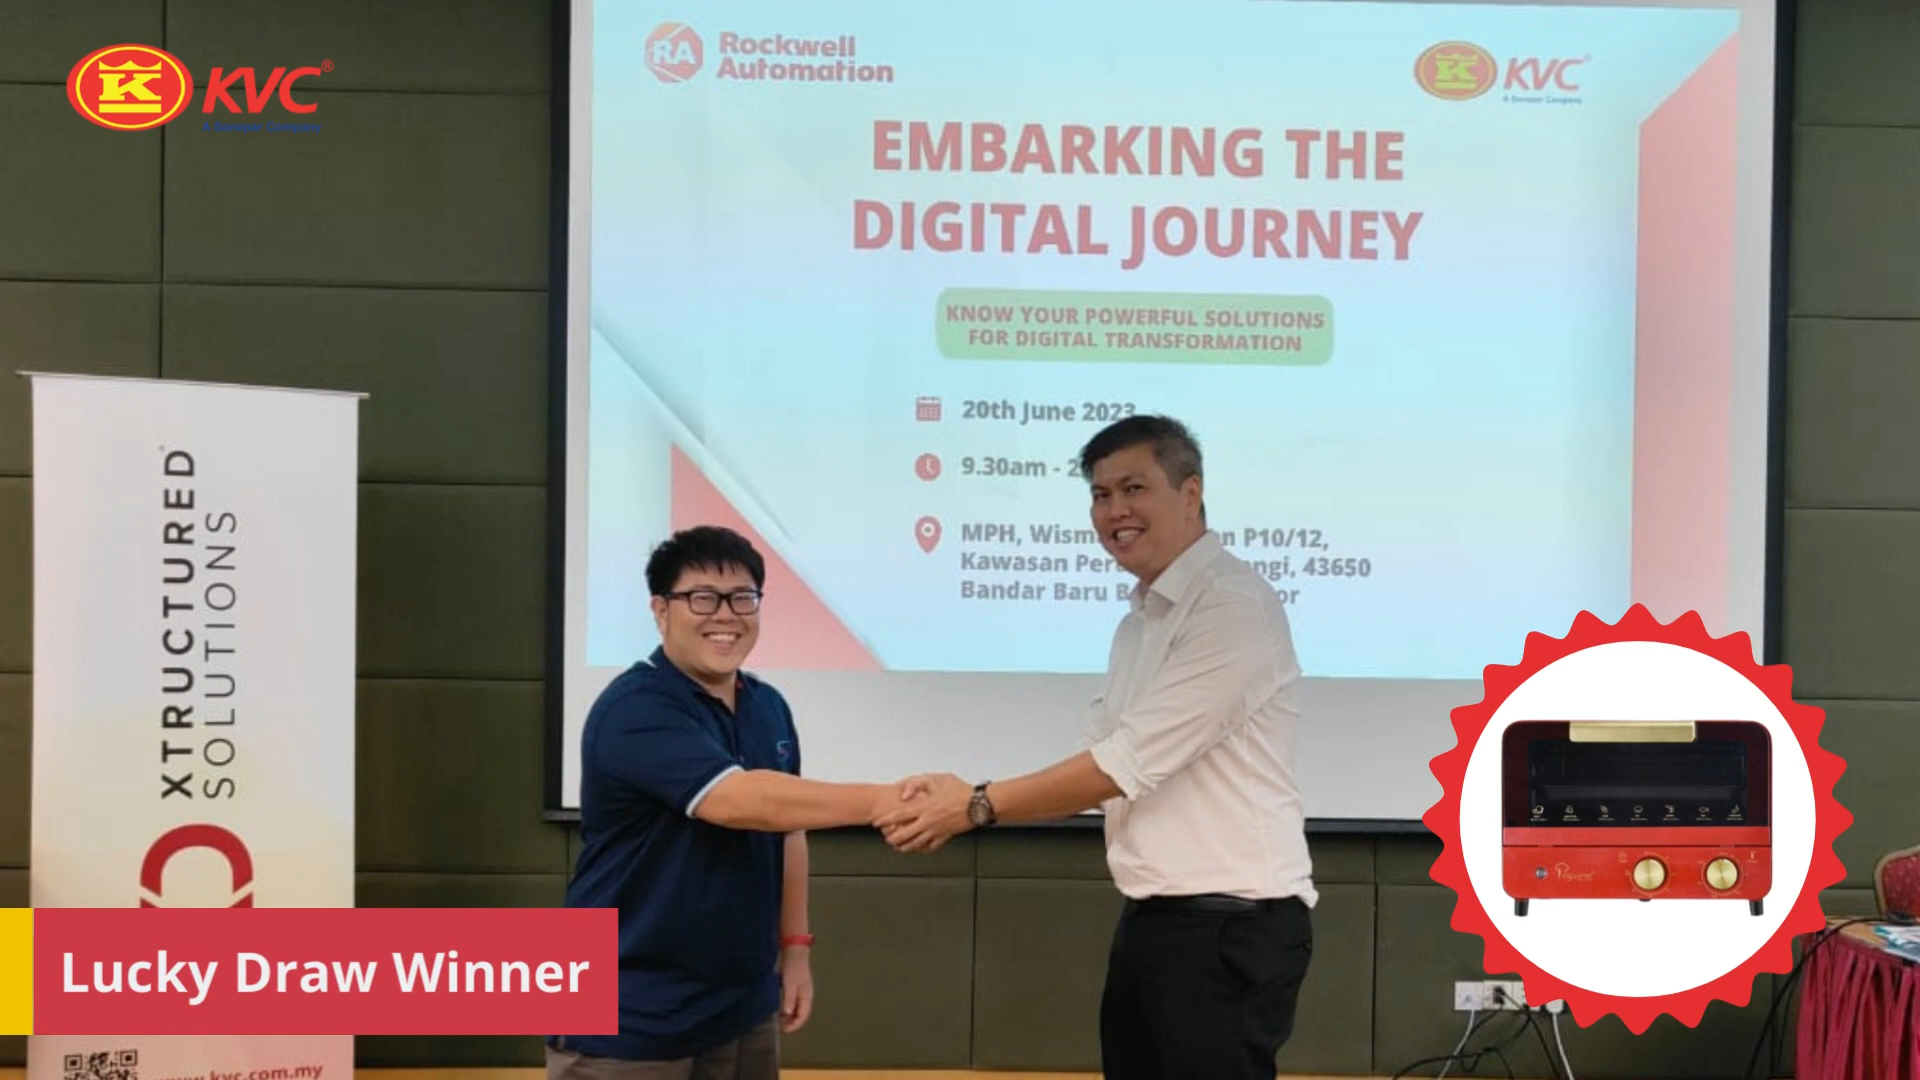 K KVC®
RA Rockwell
Automation
K KVC®
EMBARKING THE
DIGITAL JOURNEY
KNOW YOUR POWERFUL SOLUTIONS
FOR DIGITAL TRANSFORMATION
20th June 2023
9.30am - 2
MPH, Wism n P10/12,
Kawasan Per ngi, 43650
Bandar Baru B or
XTRUCTURED
SOLUTIONS
Lucky Draw Winner
www.kvc.com.my